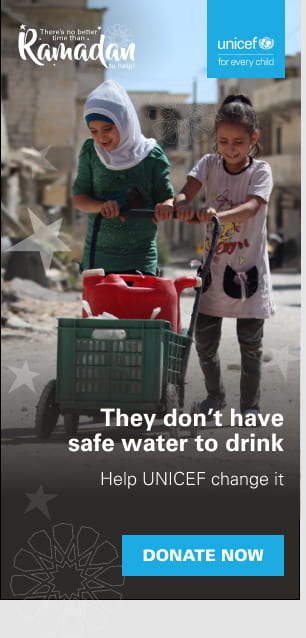 There's no better
time than
Ramadan
to help!
unicef
for every child
They don't have
safe water to drink
Help UNICEF change it
DONATE NOW